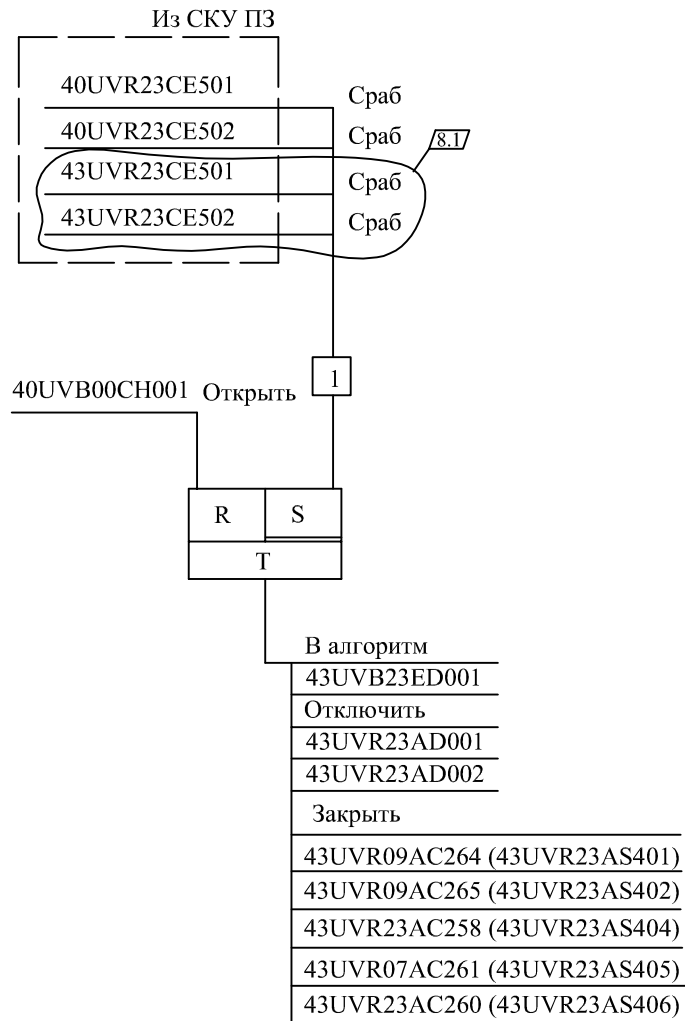 Из СКУ ПЗ
40UVR23CE501 Сраб
40UVR23CE502 Сраб
8.1
43UVR23CE501 Сраб
43UVR23CE502 Сраб
1
40UVB00CH001 Открыть
R S
T
В алгоритм
43UVB23ED001
Отключить
43UVR23AD001
43UVR23AD002
Закрыть
43UVR09AC264 (43UVR23AS401)
43UVR09AC265 (43UVR23AS402)
43UVR23AC258 (43UVR23AS404)
43UVR07AC261 (43UVR23AS405)
43UVR23AC260 (43UVR23AS406)